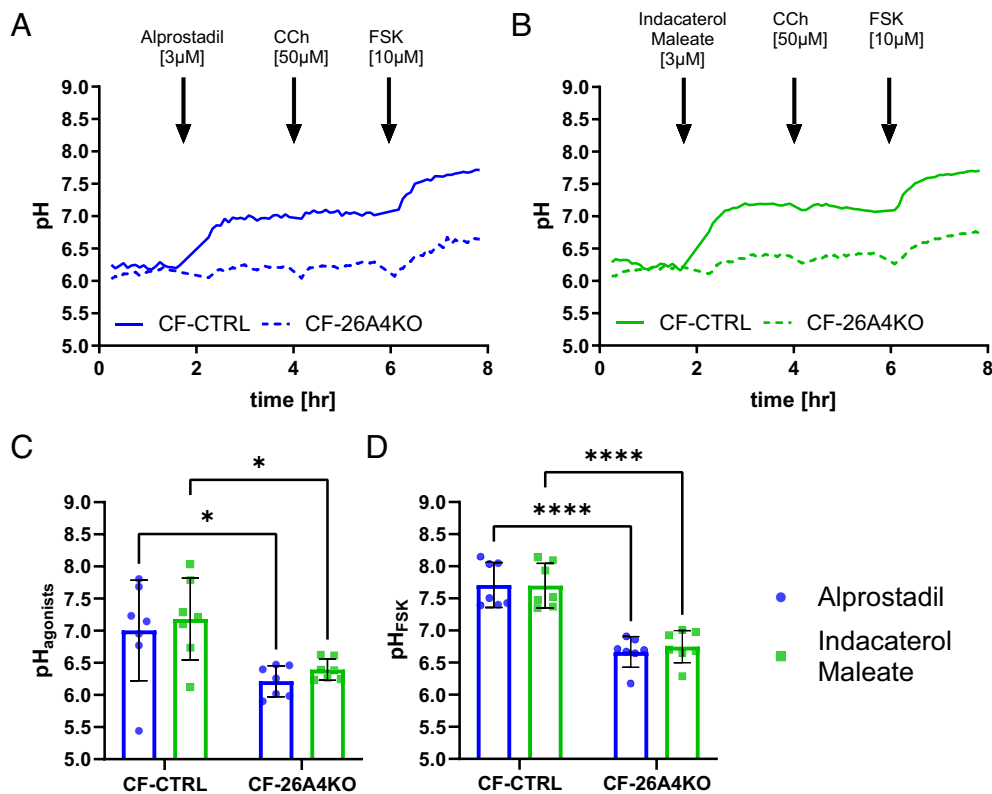 A
Alprostadil
[3µM]
CCh
[50µM]
FSK
[10µM]
9.0
8.5
8.0
7.5
7.0
6.5
6.0
5.5
5.0
pH
CF-CTRL
CF-26A4KO
0
2
4
6
8
time [hr]
B
Indacaterol
Maleate
[3µM]
CCh
[50µM]
FSK
[10µM]
9.0
8.5
8.0
7.5
7.0
6.5
6.0
5.5
5.0
pH
CF-CTRL
CF-26A4KO
0
2
4
6
8
time [hr]
C
*
*
9.0
8.5
8.0
7.5
7.0
6.5
6.0
5.5
5.0
pHagonists
CF-CTRL
CF-26A4KO
D
****
****
9.0
8.5
8.0
7.5
7.0
6.5
6.0
5.5
5.0
pHFSK
CF-CTRL
CF-26A4KO
Alprostadil
Indacaterol
Maleate